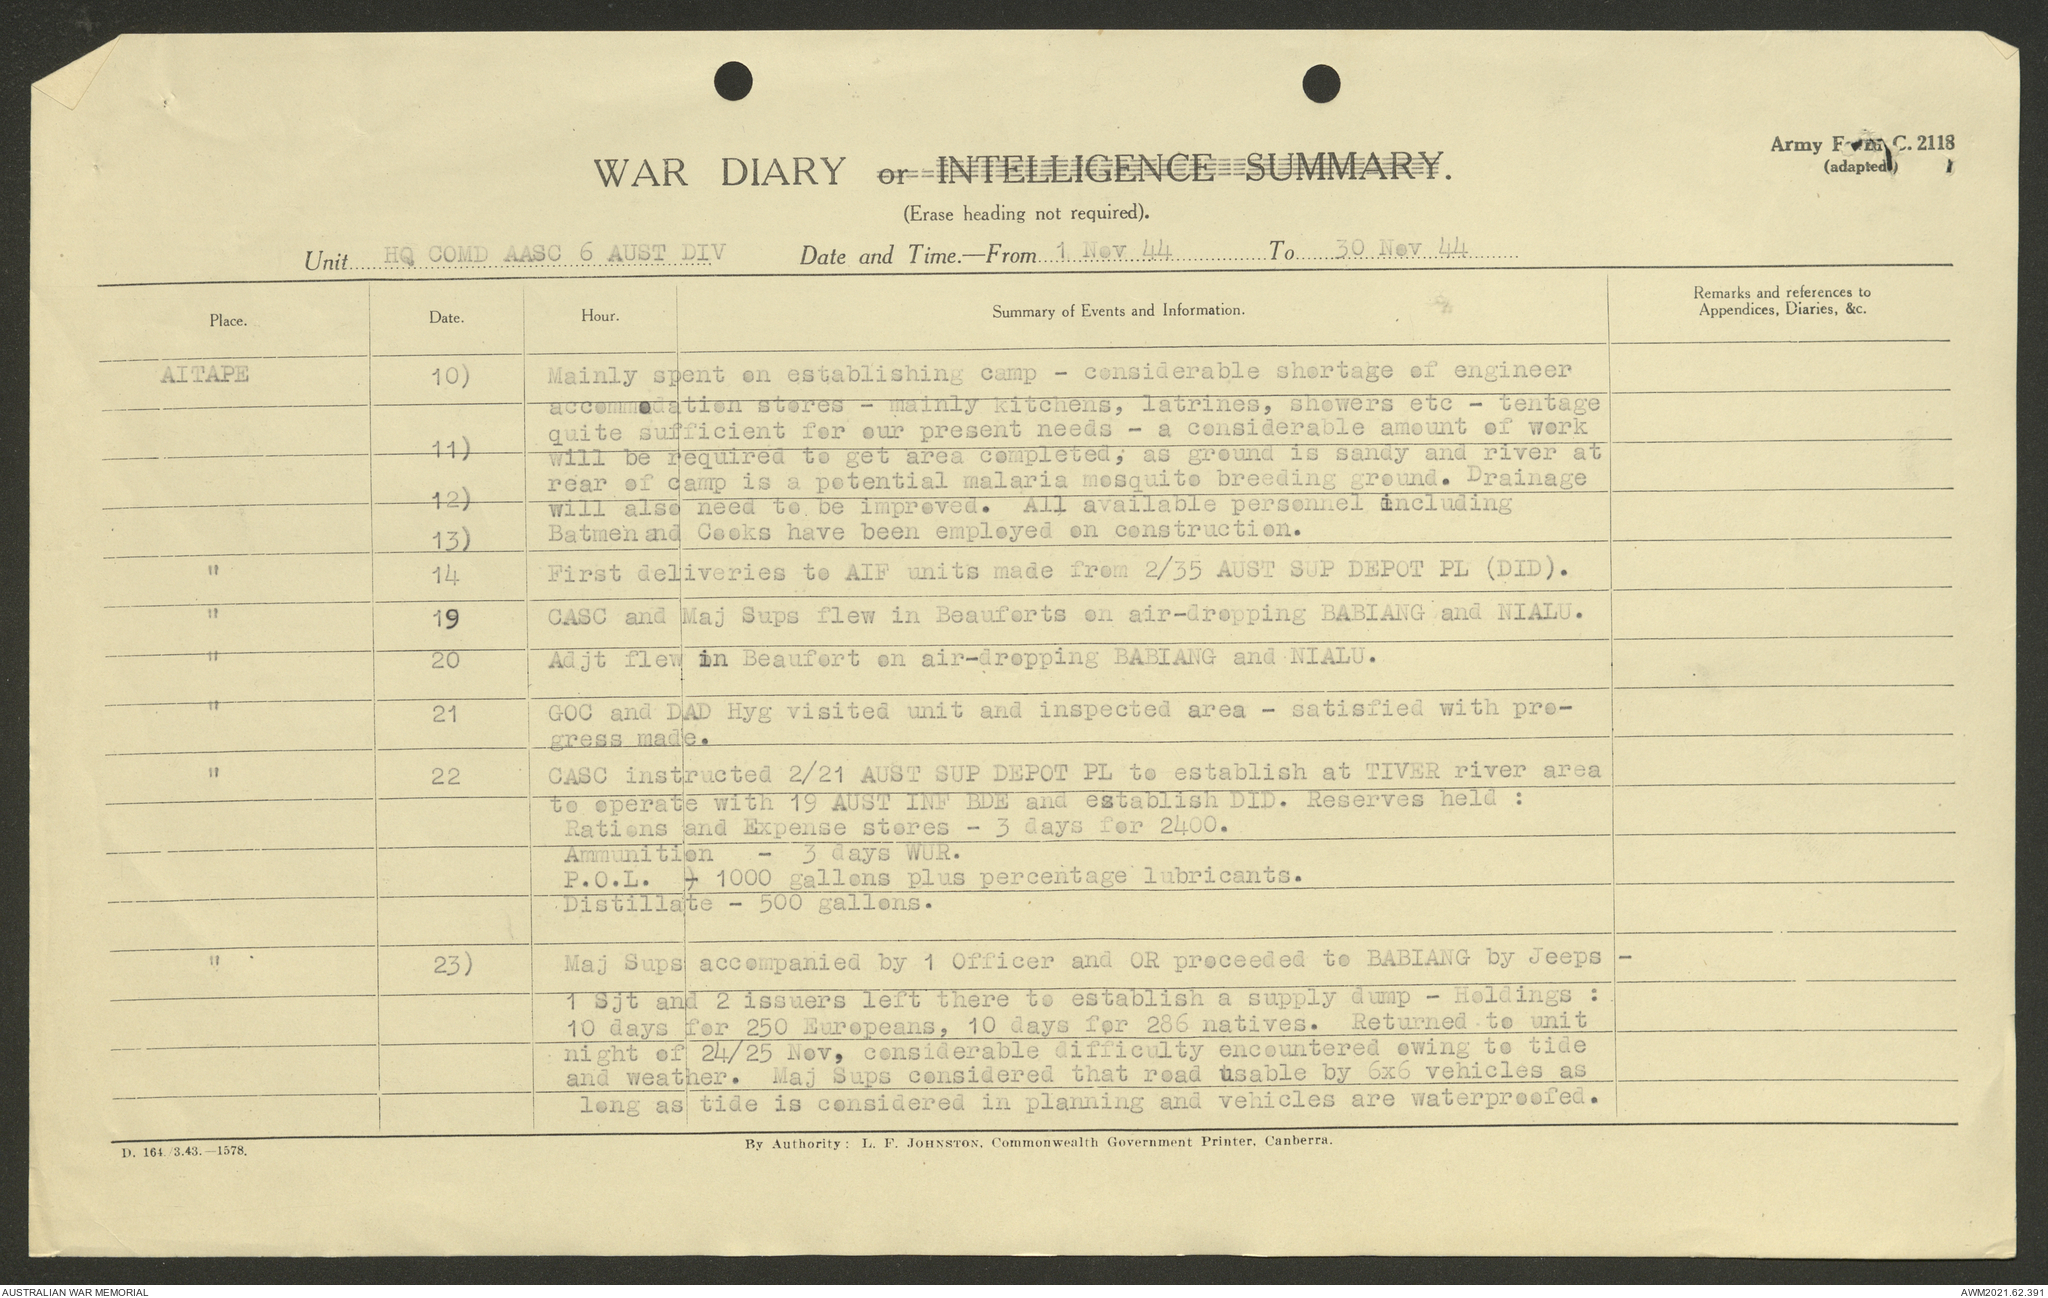 Army Form C. 2118
(adapted)
WAR DIARY or INTELLIGENCE SUMMARY.
(Erase heading not required).
Unit HQ COMD AASC 6 AUST DIV Date and Time.—From 1 Nov 44 To 30 Nov 44
Place. Date. Hour. Summary of Events and Information. Remarks and references to
Appendices, Diaries, &c.
AITAPE 10) Mainly spent on establishing camp - considerable shortage of engineer
accommodation stores - mainly kitchens, latrines, showers etc - tentage
quite sufficient for our present needs - a considerable amount of work
11) will be required to get area completed, as ground is sandy and river at
rear of camp is a potential malaria mosquito breeding ground. Drainage
12) will also need to be improved. All available personnel including
13) Batmen and Cooks have been employed on construction.
" 14 First deliveries to AIF units made from 2/35 AUST SUP DEPOT PL (DID).
" 19 CASC and Maj Sups flew in Beauforts on air-dropping BABIANG and NIALU.
" 20 Adjt flew in Beaufort on air-dropping BABIANG and NIALU.
" 21 GOC and DAD Hyg visited unit and inspected area - satisfied with pro-
gress made.
" 22 CASC instructed 2/21 AUST SUP DEPOT PL to establish at TIVER river area
to operate with 19 AUST INF BDE and establish DID. Reserves held :
Rations and Expense stores - 3 days for 2400.
Ammunition - 3 days WUR.
P.O.L. - 1000 gallons plus percentage lubricants.
Distillate - 500 gallons.
" 23) Maj Sups accompanied by 1 Officer and OR proceeded to BABIANG by Jeeps -
1 Sjt and 2 issuers left there to establish a supply dump - Holdings :
10 days for 250 Europeans, 10 days for 286 natives. Returned to unit
night of 24/25 Nov, considerable difficulty encountered owing to tide
and weather. Maj Sups considered that road usable by 6x6 vehicles as
long as tide is considered in planning and vehicles are waterproofed.
D. 164./3.43.—1578. By Authority: L. F. JOHNSTON, Commonwealth Government Printer, Canberra.
AUSTRALIAN WAR MEMORIAL AWM2021.62.391